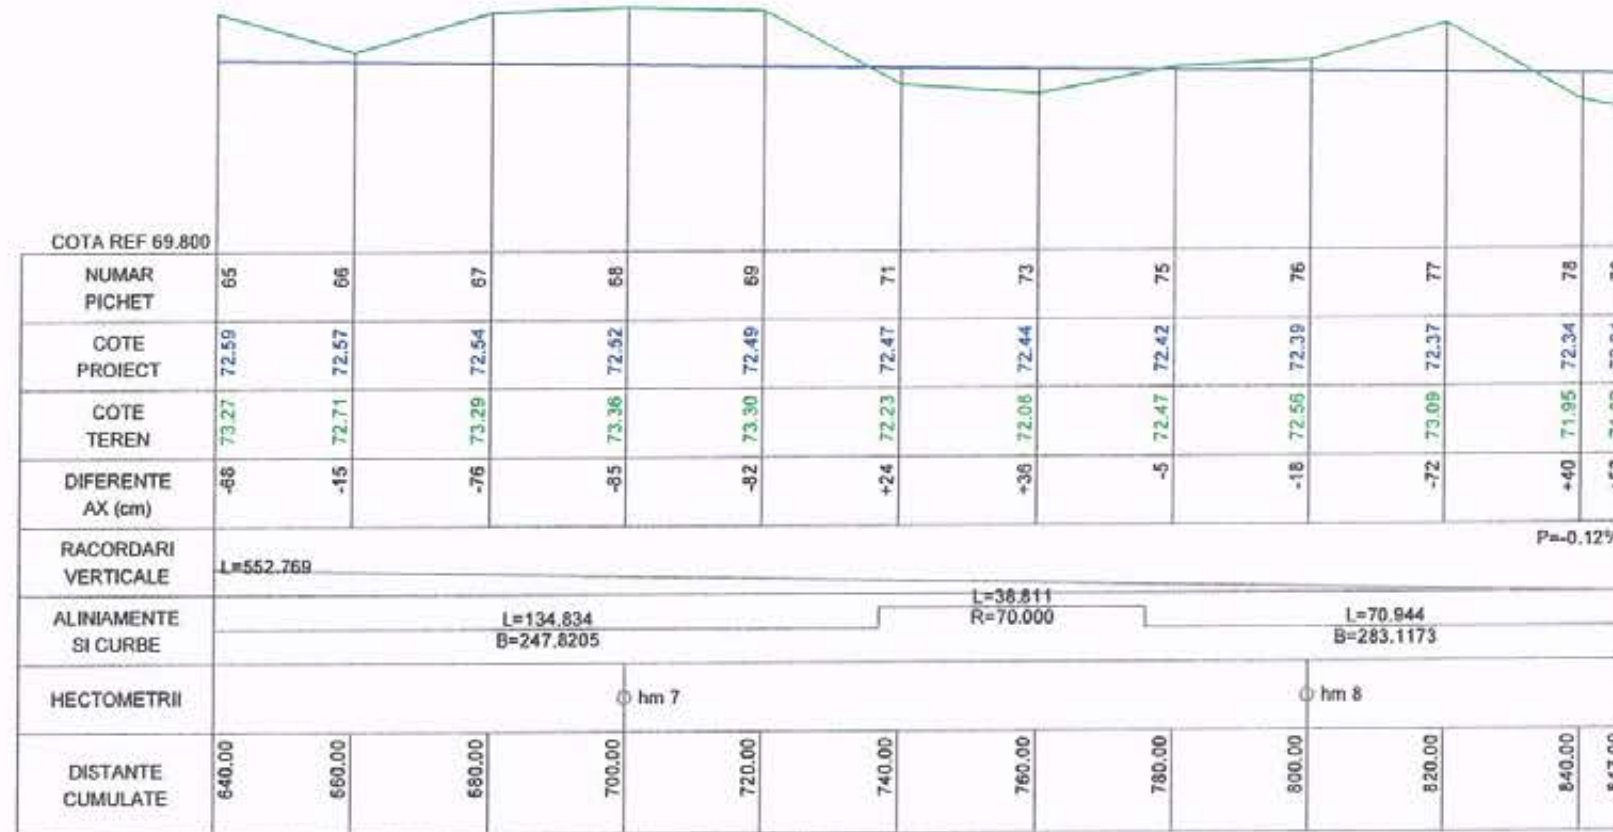 COTA REF 69.800
NUMAR
PICHET
65 66 67 68 69 71 73 75 76 77 78
COTE
PROIECT
72.59 72.57 72.54 72.52 72.49 72.47 72.44 72.42 72.39 72.37 72.34
COTE
TEREN
73.27 72.71 73.29 73.36 73.30 72.23 72.08 72.47 72.56 73.09 71.95
DIFERENTE
AX (cm)
-68 -15 -76 -85 -82 +24 +36 -5 -18 -72 +40
RACORDARI
VERTICALE
P=-0.12%
L=552.769
ALINIAMENTE
SI CURBE
L=134.834
B=247.8205
L=38.811
R=70.000
L=70.944
B=283.1173
HECTOMETRII
hm 7
hm 8
DISTANTE
CUMULATE
640.00 660.00 680.00 700.00 720.00 740.00 760.00 780.00 800.00 820.00 840.00